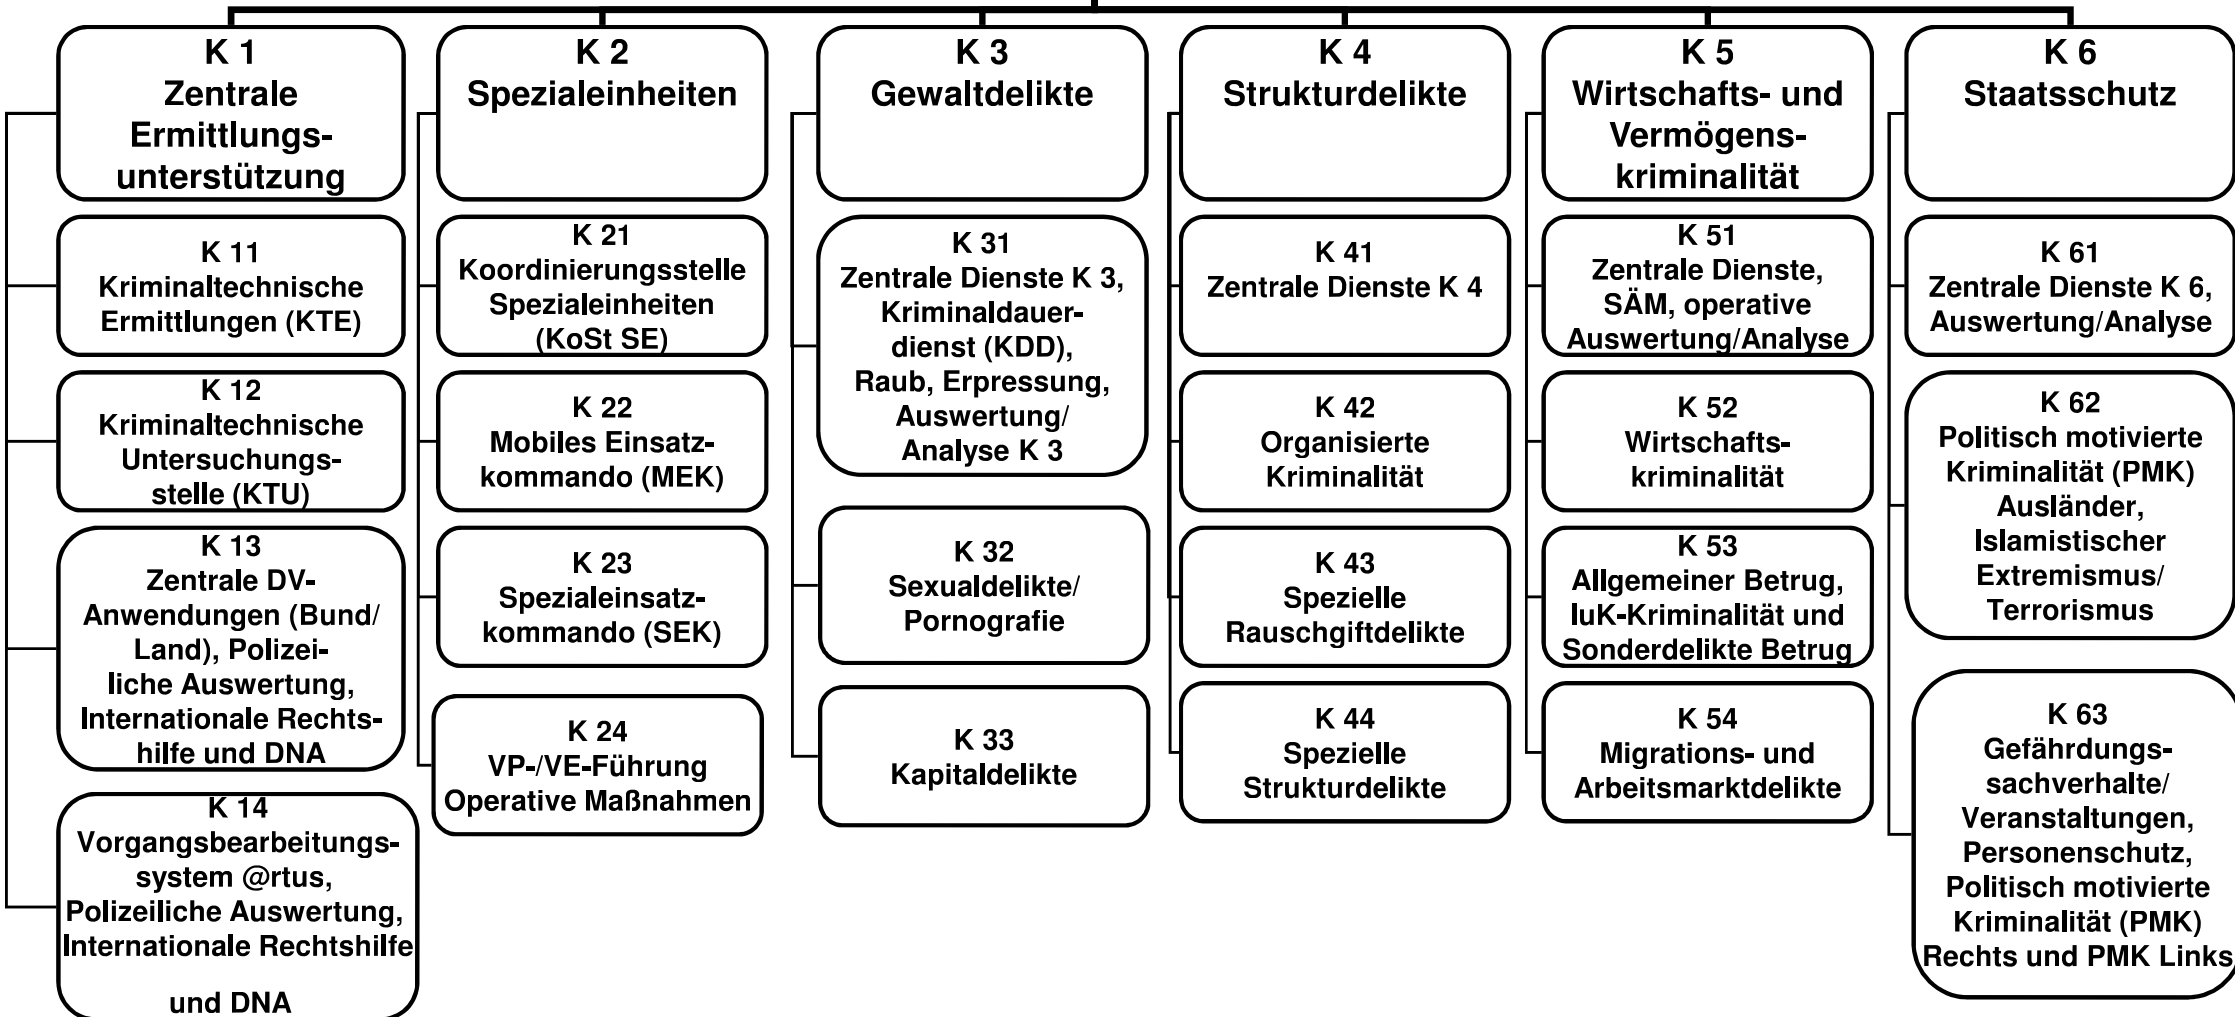 K 1
Zentrale
Ermittlungs-
unterstützung
K 11
Kriminaltechnische
Ermittlungen (KTE)
K 12
Kriminaltechnische
Untersuchungs-
stelle (KTU)
K 13
Zentrale DV-
Anwendungen (Bund/
Land), Polizei-
liche Auswertung,
Internationale Rechts-
hilfe und DNA
K 14
Vorgangsbearbeitungs-
system @rtus,
Polizeiliche Auswertung,
Internationale Rechtshilfe
und DNA
K 2
Spezialeinheiten
K 21
Koordinierungsstelle
Spezialeinheiten
(KoSt SE)
K 22
Mobiles Einsatz-
kommando (MEK)
K 23
Spezialeinsatz-
kommando (SEK)
K 24
VP-/VE-Führung
Operative Maßnahmen
K 3
Gewaltdelikte
K 31
Zentrale Dienste K 3,
Kriminaldauer-
dienst (KDD),
Raub, Erpressung,
Auswertung/
Analyse K 3
K 32
Sexualdelikte/
Pornografie
K 33
Kapitaldelikte
K 4
Strukturdelikte
K 41
Zentrale Dienste K 4
K 42
Organisierte
Kriminalität
K 43
Spezielle
Rauschgiftdelikte
K 44
Spezielle
Strukturdelikte
K 5
Wirtschafts- und
Vermögens-
kriminalität
K 51
Zentrale Dienste,
SÄM, operative
Auswertung/Analyse
K 52
Wirtschafts-
kriminalität
K 53
Allgemeiner Betrug,
IuK-Kriminalität und
Sonderdelikte Betrug
K 54
Migrations- und
Arbeitsmarktdelikte
K 6
Staatsschutz
K 61
Zentrale Dienste K 6,
Auswertung/Analyse
K 62
Politisch motivierte
Kriminalität (PMK)
Ausländer,
Islamistischer
Extremismus/
Terrorismus
K 63
Gefährdungs-
sachverhalte/
Veranstaltungen,
Personenschutz,
Politisch motivierte
Kriminalität (PMK)
Rechts und PMK Links